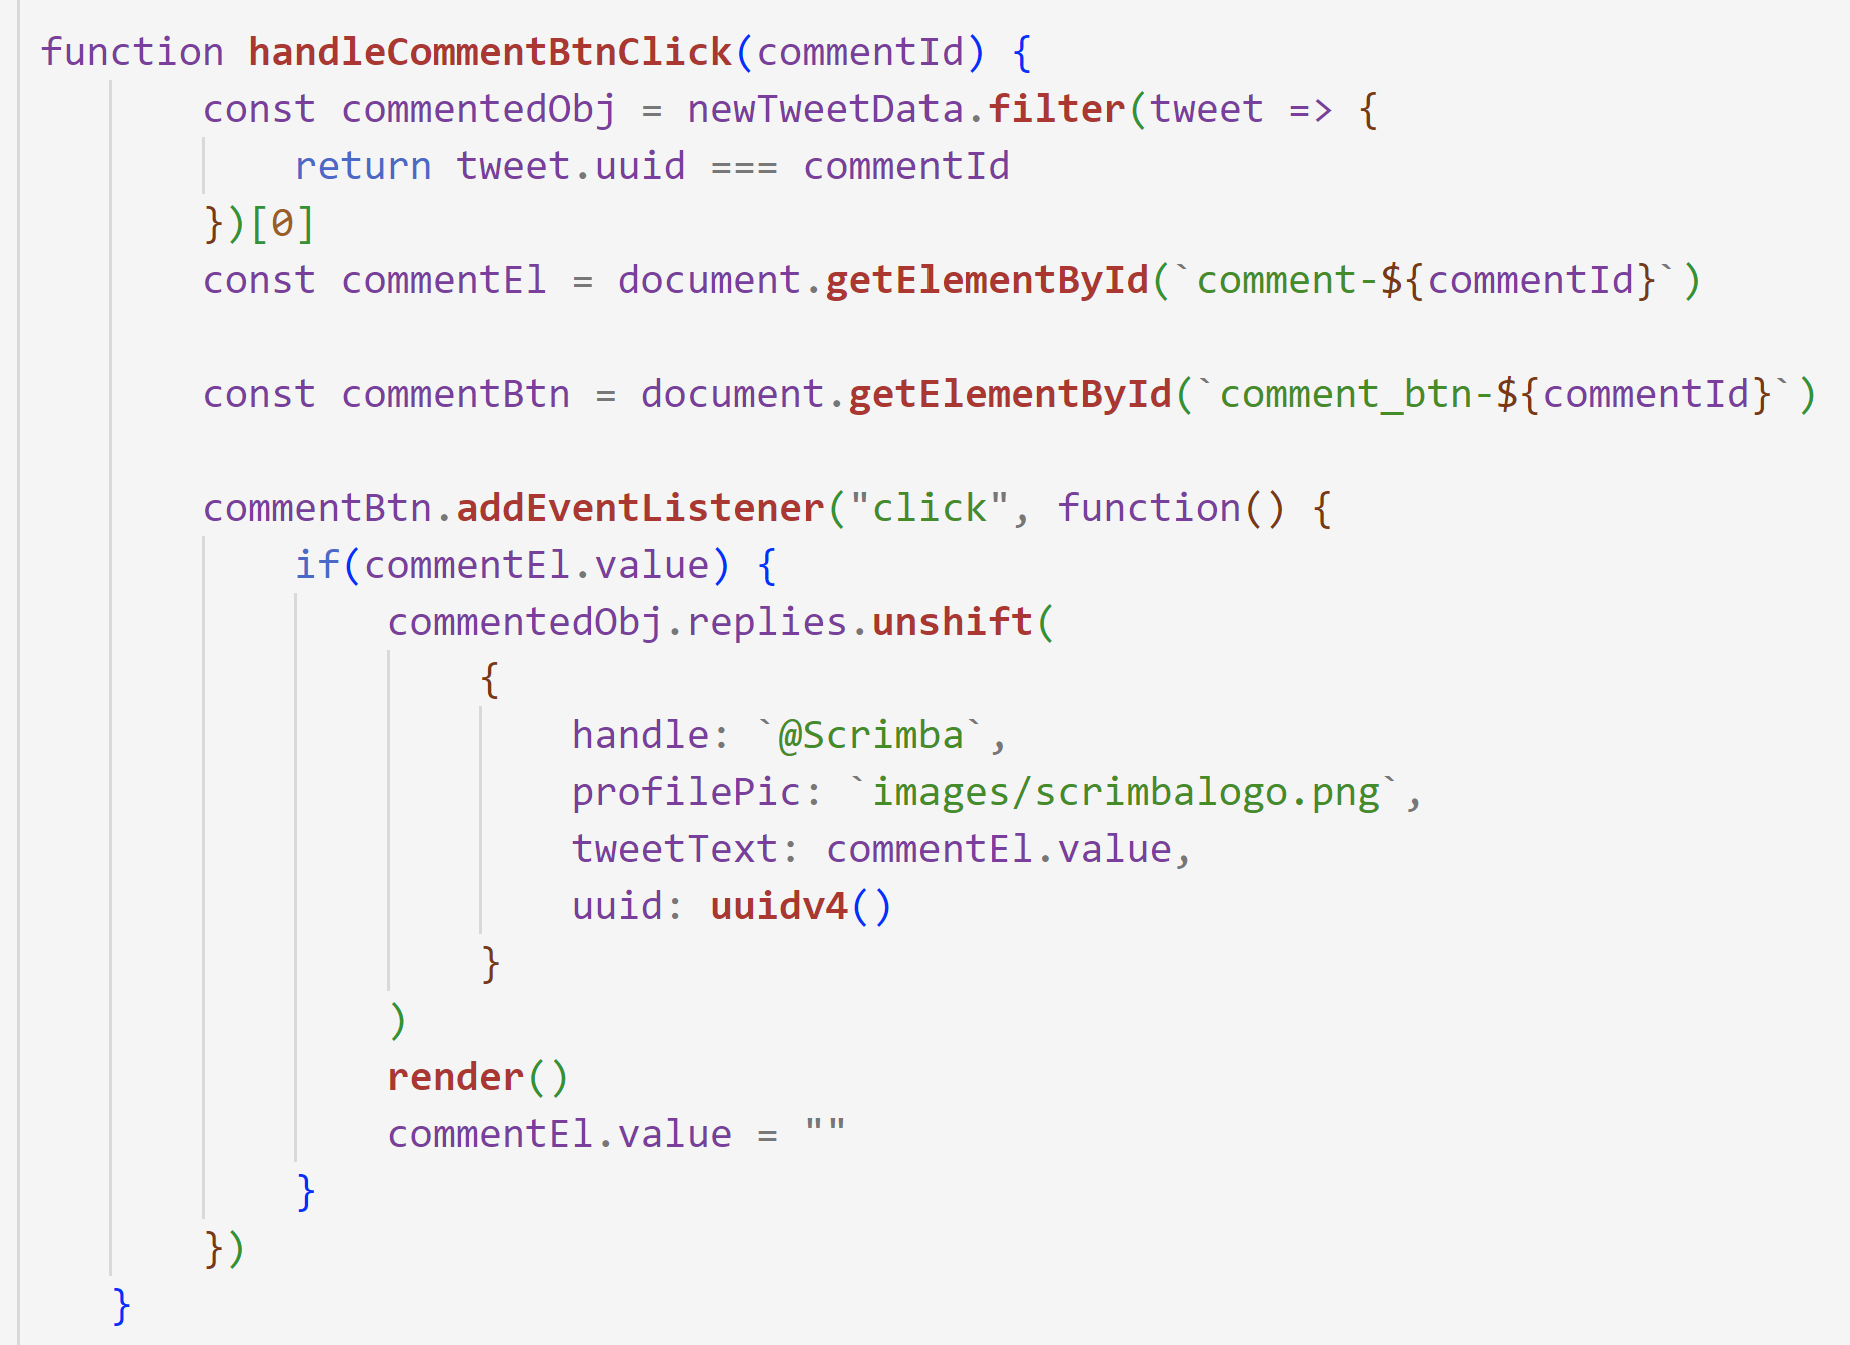 function handleCommentBtnClick(commentId) {
const commentedObj = newTweetData.filter(tweet => {
return tweet.uuid === commentId
})[0]
const commentEl = document.getElementById(`comment-${commentId}`)
const commentBtn = document.getElementById(`comment_btn-${commentId}`)
commentBtn.addEventListener("click", function() {
if(commentEl.value) {
commentedObj.replies.unshift(
{
handle: `@Scrimba`,
profilePic: `images/scrimbalogo.png`,
tweetText: commentEl.value,
uuid: uuidv4()
}
)
render()
commentEl.value = ""
}
})
}